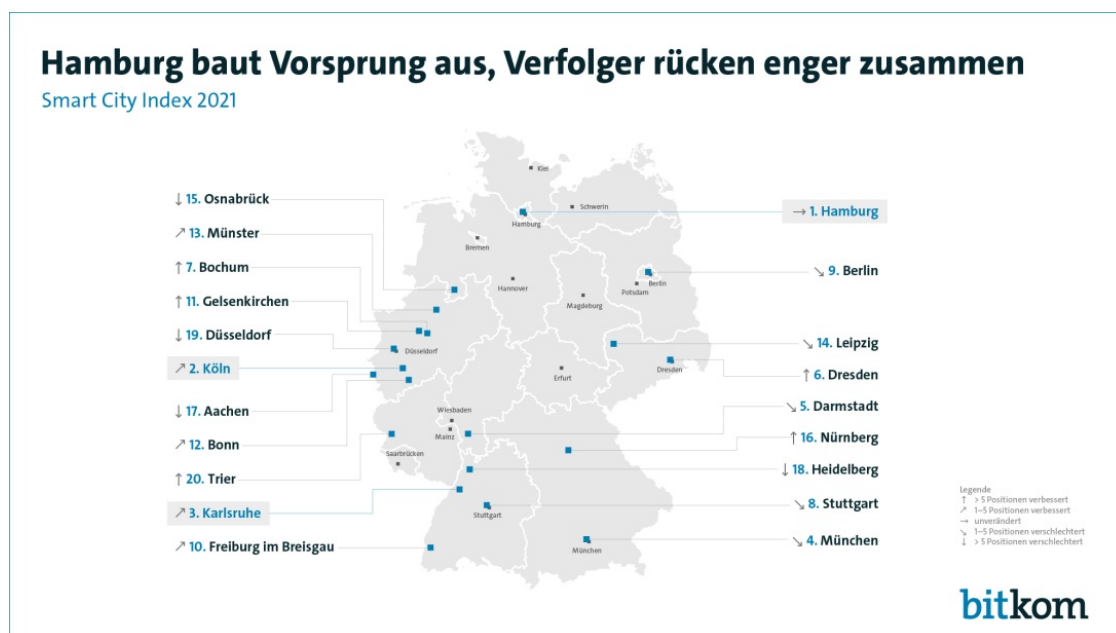 Hamburg baut Vorsprung aus, Verfolger rücken enger zusammen
Smart City Index 2021
↓ 15. Osnabrück
↗ 13. Münster
↑ 7. Bochum
↑ 11. Gelsenkirchen
↓ 19. Düsseldorf
↗ 2. Köln
↓ 17. Aachen
↗ 12. Bonn
↑ 20. Trier
↗ 3. Karlsruhe
↗ 10. Freiburg im Breisgau
Kiel
Schwerin
Hamburg
Bremen
Hannover
Berlin
Potsdam
Magdeburg
Düsseldorf
Erfurt
Dresden
Wiesbaden
Mainz
Saarbrücken
Stuttgart
München
→ 1. Hamburg
↘ 9. Berlin
↘ 14. Leipzig
↑ 6. Dresden
↘ 5. Darmstadt
↑ 16. Nürnberg
↓ 18. Heidelberg
↘ 8. Stuttgart
↘ 4. München
Legende
↑ > 5 Positionen verbessert
↗ 1–5 Positionen verbessert
→ unverändert
↘ 1–5 Positionen verschlechtert
↓ > 5 Positionen verschlechtert
bitkom